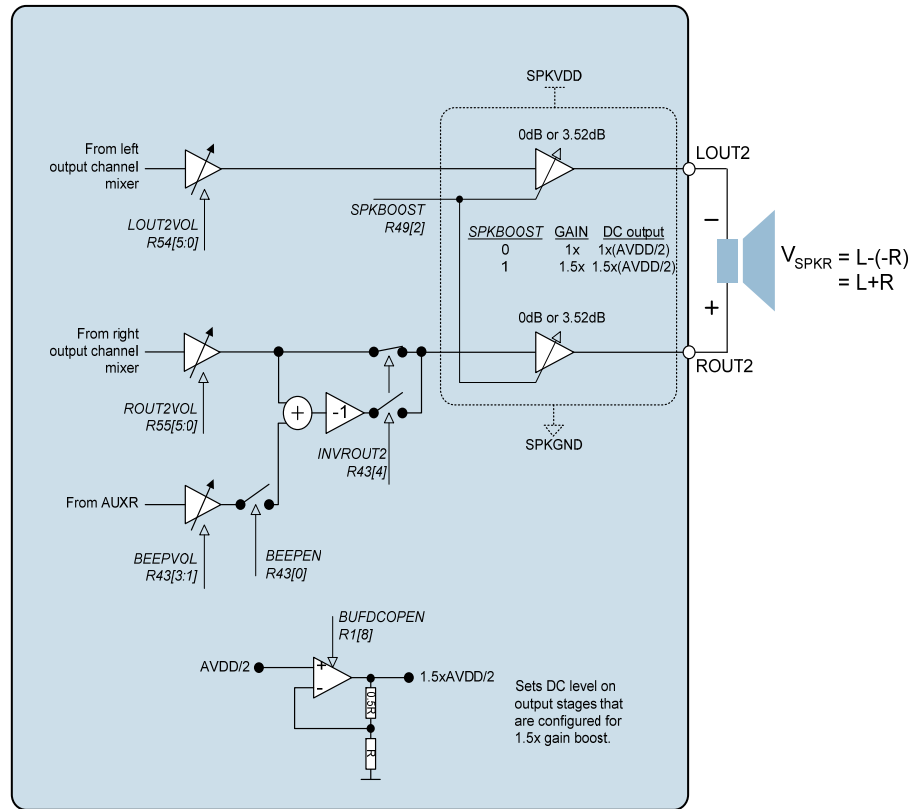 SPKVDD
From left
output channel
mixer
0dB or 3.52dB
LOUT2
LOUT2VOL
R54[5:0]
SPKBOOST
R49[2]
SPKBOOST GAIN DC output
0 1x 1x(AVDD/2)
1 1.5x 1.5x(AVDD/2)
−
+
VSPKR = L-(-R)
= L+R
From right
output channel
mixer
0dB or 3.52dB
ROUT2
ROUT2VOL
R55[5:0]
+
-1
INVROUT2
R43[4]
SPKGND
From AUXR
BEEPVOL
R43[3:1]
BEEPEN
R43[0]
BUFDCOPEN
R1[8]
AVDD/2
+
-
1.5xAVDD/2
0.5R
R
Sets DC level on
output stages that
are configured for
1.5x gain boost.